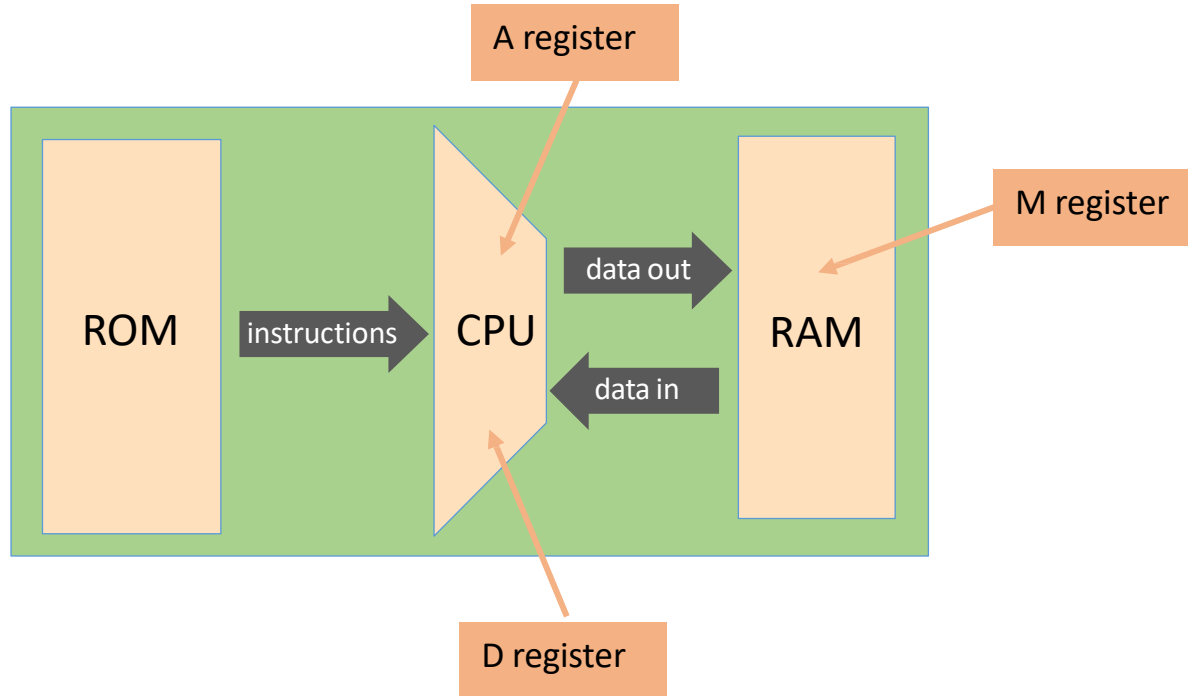 A register
M register
data out
ROM
instructions
CPU
RAM
data in
D register